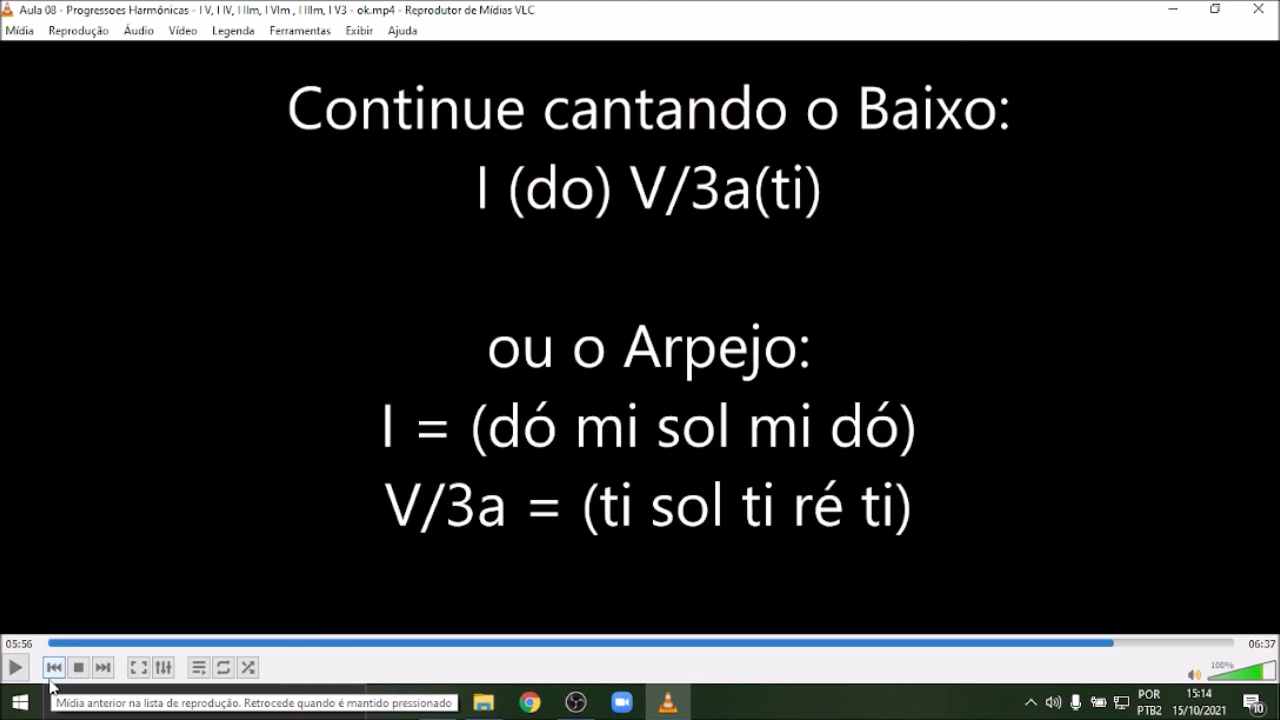 Aula 08 - Progressoes Harmônicas - I V, I IV, I IIm, I VIm , I IIIm, I V3 - ok.mp4 - Reprodutor de Mídias VLC
Mídia Reprodução Áudio Vídeo Legenda Ferramentas Exibir Ajuda
Continue cantando o Baixo:
I (do) V/3a(ti)
ou o Arpejo:
I = (dó mi sol mi dó)
V/3a = (ti sol ti ré ti)
05:56 06:37
100%
Mídia anterior na lista de reprodução. Retrocede quando é mantido pressionado
POR 15:14
PTB2 15/10/2021 10